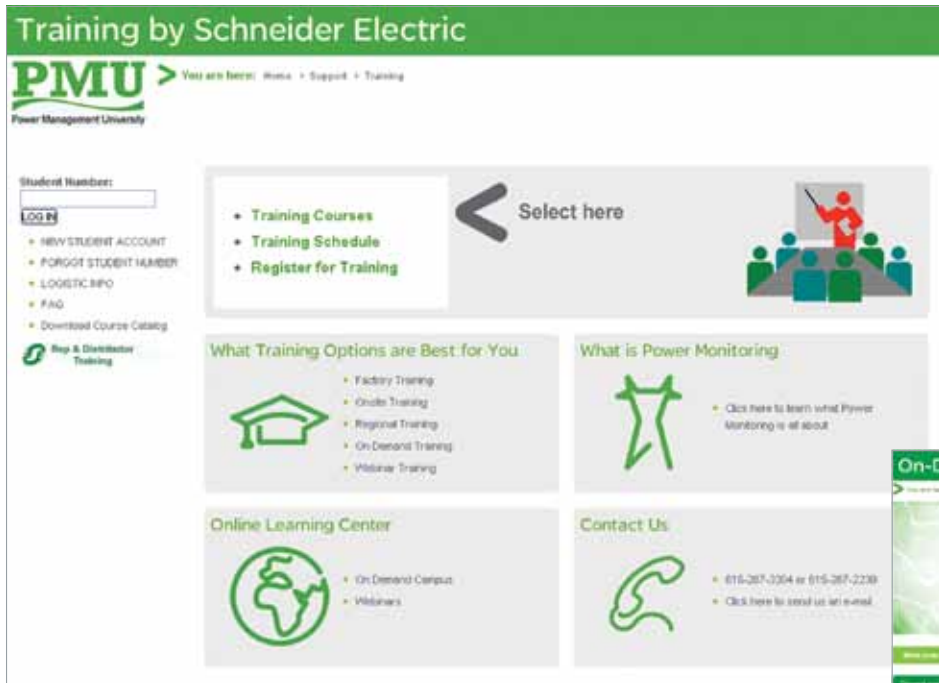 Training by Schneider Electric
PMU
Power Management University
You are here: Home > Support > Training
Student Number:
LOG IN
NEW STUDENT ACCOUNT
FORGOT STUDENT NUMBER
LOGISTIC INFO
FAQ
Download Course Catalog
Rep & Distributor
Training
Training Courses
Training Schedule
Register for Training
Select here
What Training Options are Best for You
Factory Training
Onsite Training
Regional Training
On Demand Training
Webinar Training
What is Power Monitoring
Click here to learn what Power
Monitoring is all about
Online Learning Center
On Demand Campus
Webinars
Contact Us
615-287-3304 or 615-287-2239
Click here to send us an e-mail
On-D